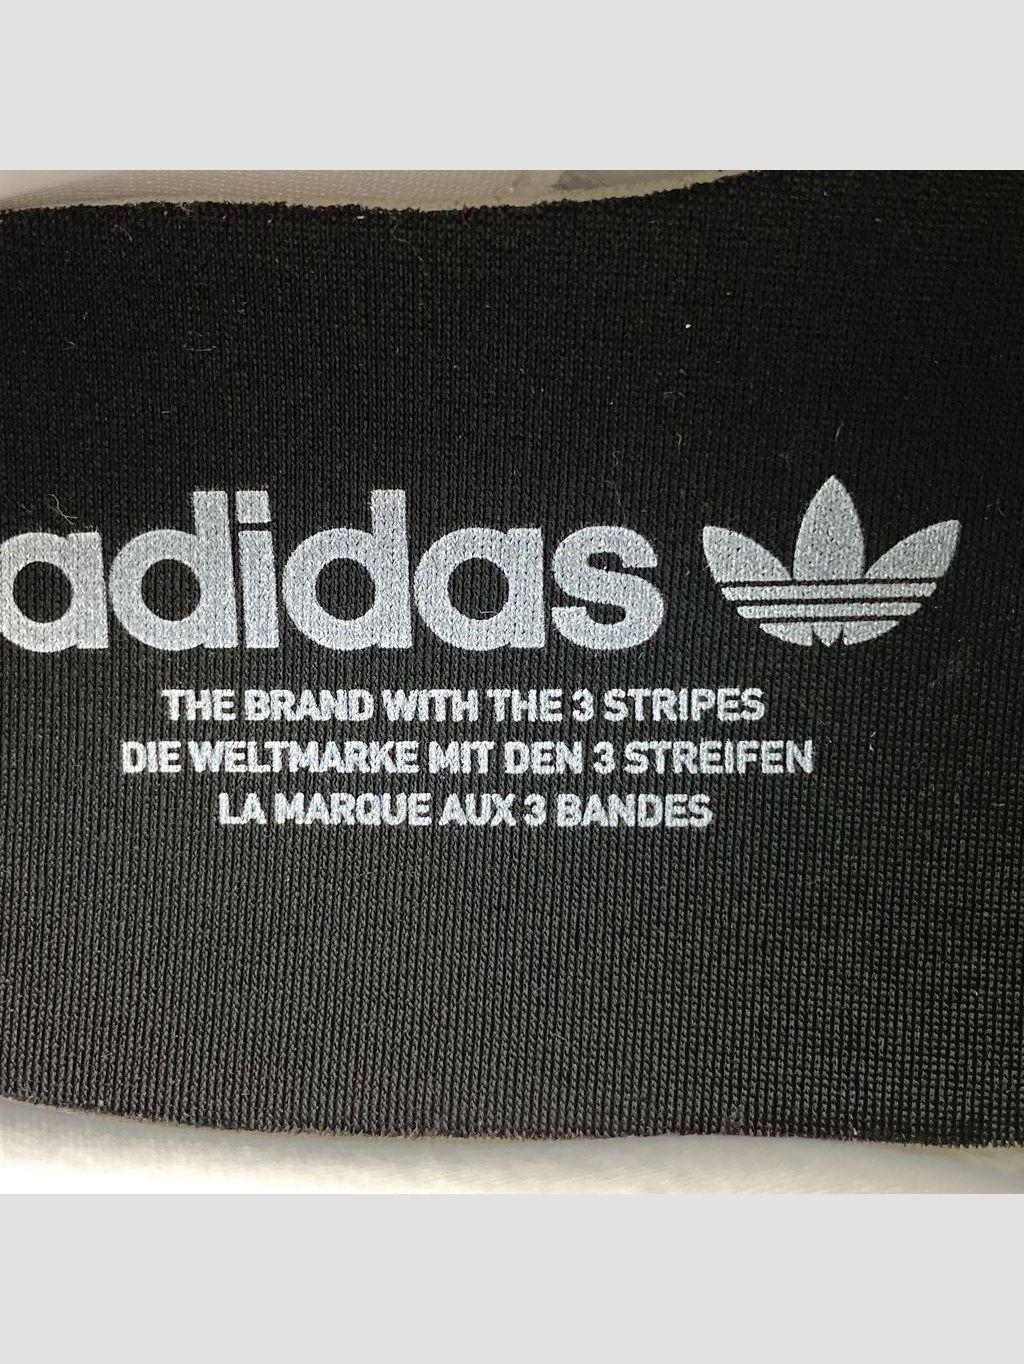 adidas
THE BRAND WITH THE 3 STRIPES
DIE WELTMARKE MIT DEN 3 STREIFEN
LA MARQUE AUX 3 BANDES